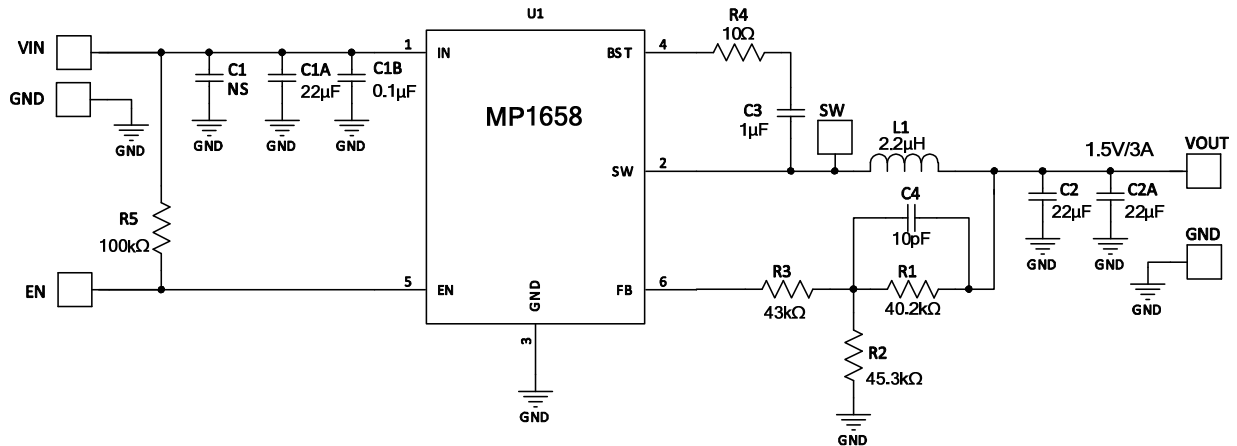 U1
R4
10Ω
VIN
1
IN
BST
4
C1
NS
C1A
22µF
C1B
0.1µF
GND
GND
GND
GND
GND
MP1658
C3
1µF
SW
L1
2.2µH
2
SW
1.5V/3A
VOUT
C4
10pF
C2
22µF
C2A
22µF
GND
GND
GND
GND
R5
100kΩ
EN
5
EN
GND
3
FB
6
R3
43kΩ
R1
40.2kΩ
R2
45.3kΩ
GND
GND